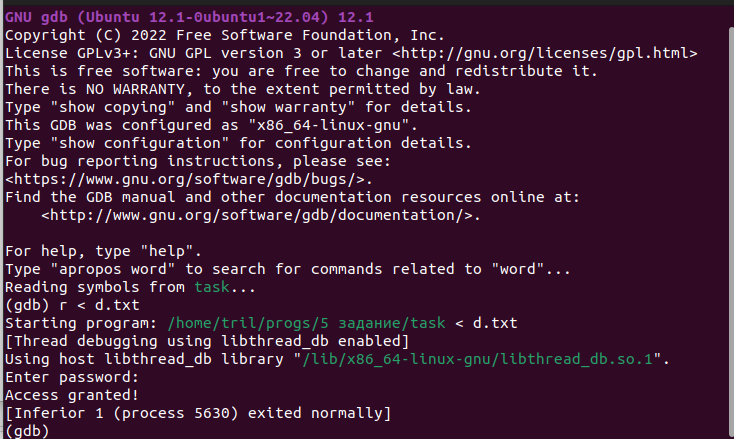 GNU gdb (Ubuntu 12.1-0ubuntu1~22.04) 12.1
Copyright (C) 2022 Free Software Foundation, Inc.
License GPLv3+: GNU GPL version 3 or later <http://gnu.org/licenses/gpl.html>
This is free software: you are free to change and redistribute it.
There is NO WARRANTY, to the extent permitted by law.
Type "show copying" and "show warranty" for details.
This GDB was configured as "x86_64-linux-gnu".
Type "show configuration" for configuration details.
For bug reporting instructions, please see:
<https://www.gnu.org/software/gdb/bugs/>.
Find the GDB manual and other documentation resources online at:
    <http://www.gnu.org/software/gdb/documentation/>.

For help, type "help".
Type "apropos word" to search for commands related to "word"...
Reading symbols from task...
(gdb) r < d.txt
Starting program: /home/tril/progs/5 задание/task < d.txt
[Thread debugging using libthread_db enabled]
Using host libthread_db library "/lib/x86_64-linux-gnu/libthread_db.so.1".
Enter password:
Access granted!
[Inferior 1 (process 5630) exited normally]
(gdb)